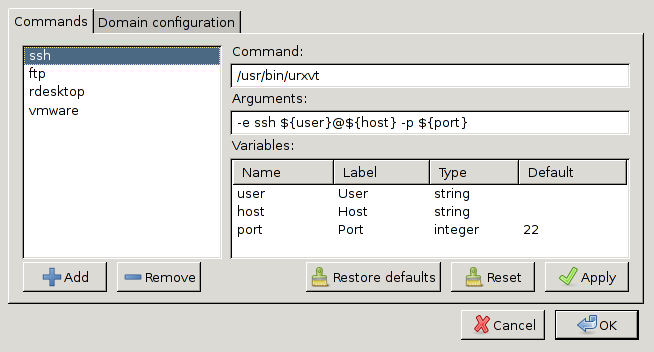 Commands Domain configuration
ssh
ftp
rdesktop
vmware
Command:
/usr/bin/urxvt
Arguments:
-e ssh ${user}@${host} -p ${port}
Variables:
Name Label Type Default
user User string
host Host string
port Port integer 22
Add Remove Restore defaults Reset Apply
Cancel OK